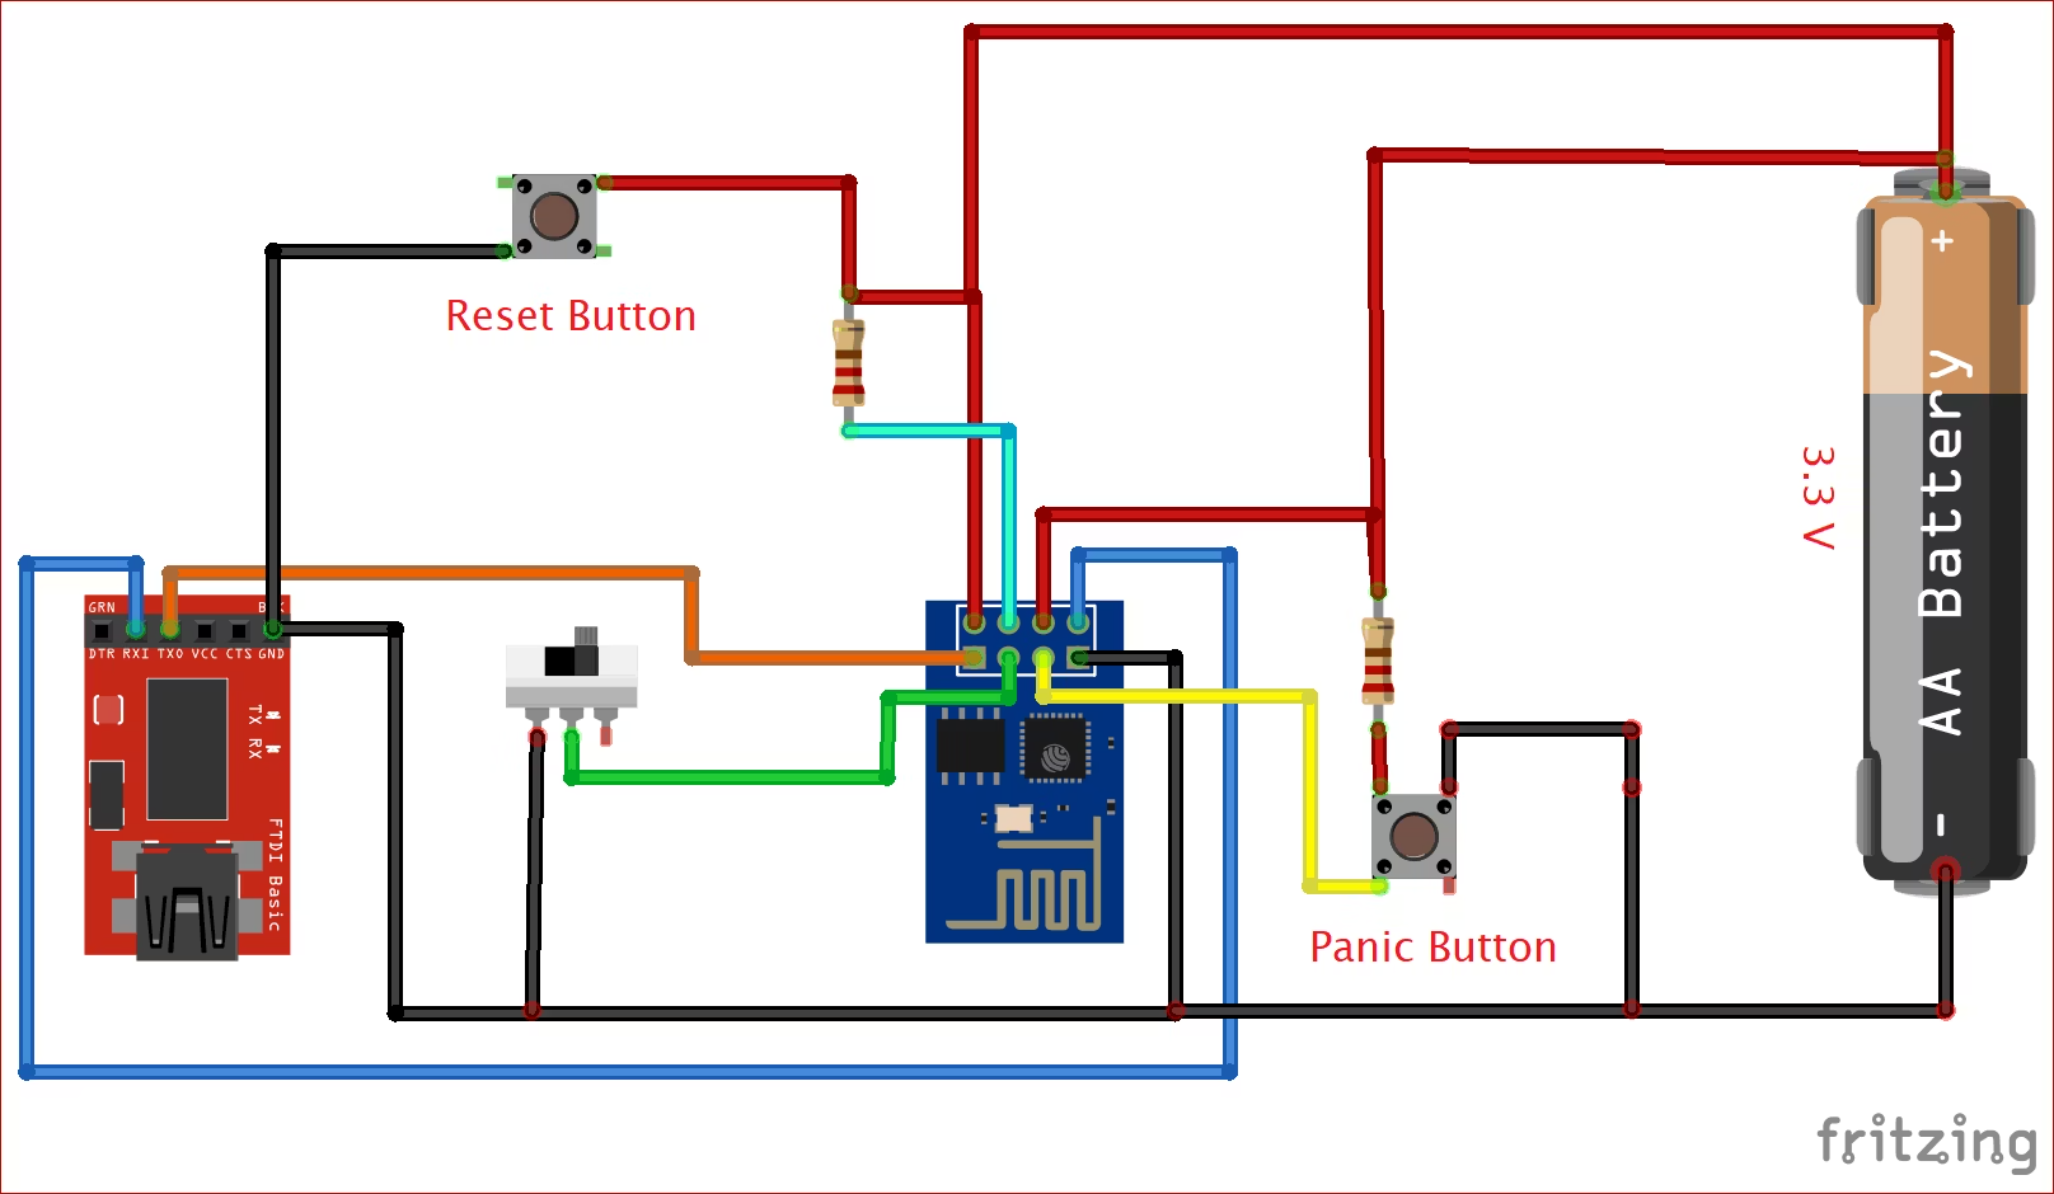 Reset Button
+
AA Battery
3.3 V
-
GRN
DTR RXI TXO VCC CTS GND
TX RX
FTDI Basic
Panic Button
fritzing